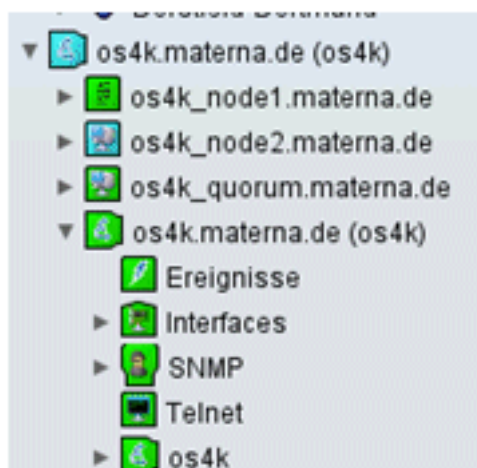 os4k.materna.de (os4k)
os4k_node1.materna.de
os4k_node2.materna.de
os4k_quorum.materna.de
os4k.materna.de (os4k)
Ereignisse
Interfaces
SNMP
Telnet
os4k